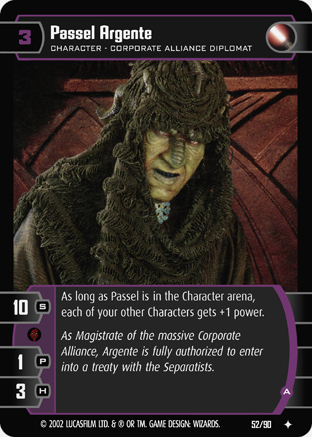 3
Passel Argente
CHARACTER - CORPORATE ALLIANCE DIPLOMAT
10 S
As long as Passel is in the Character arena,
each of your other Characters gets +1 power.
1 P
As Magistrate of the massive Corporate
Alliance, Argente is fully authorized to enter
into a treaty with the Separatists.
3 H
A
© 2002 LUCASFILM LTD. & ® OR TM. GAME DESIGN: WIZARDS. 52/90